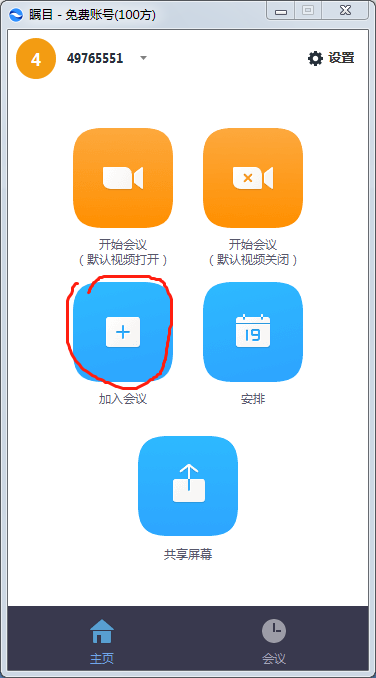 瞩目 - 免费账号(100方)
4 49765551 设置
开始会议 开始会议
（默认视频打开） （默认视频关闭）
19
加入会议 安排
共享屏幕
主页 会议